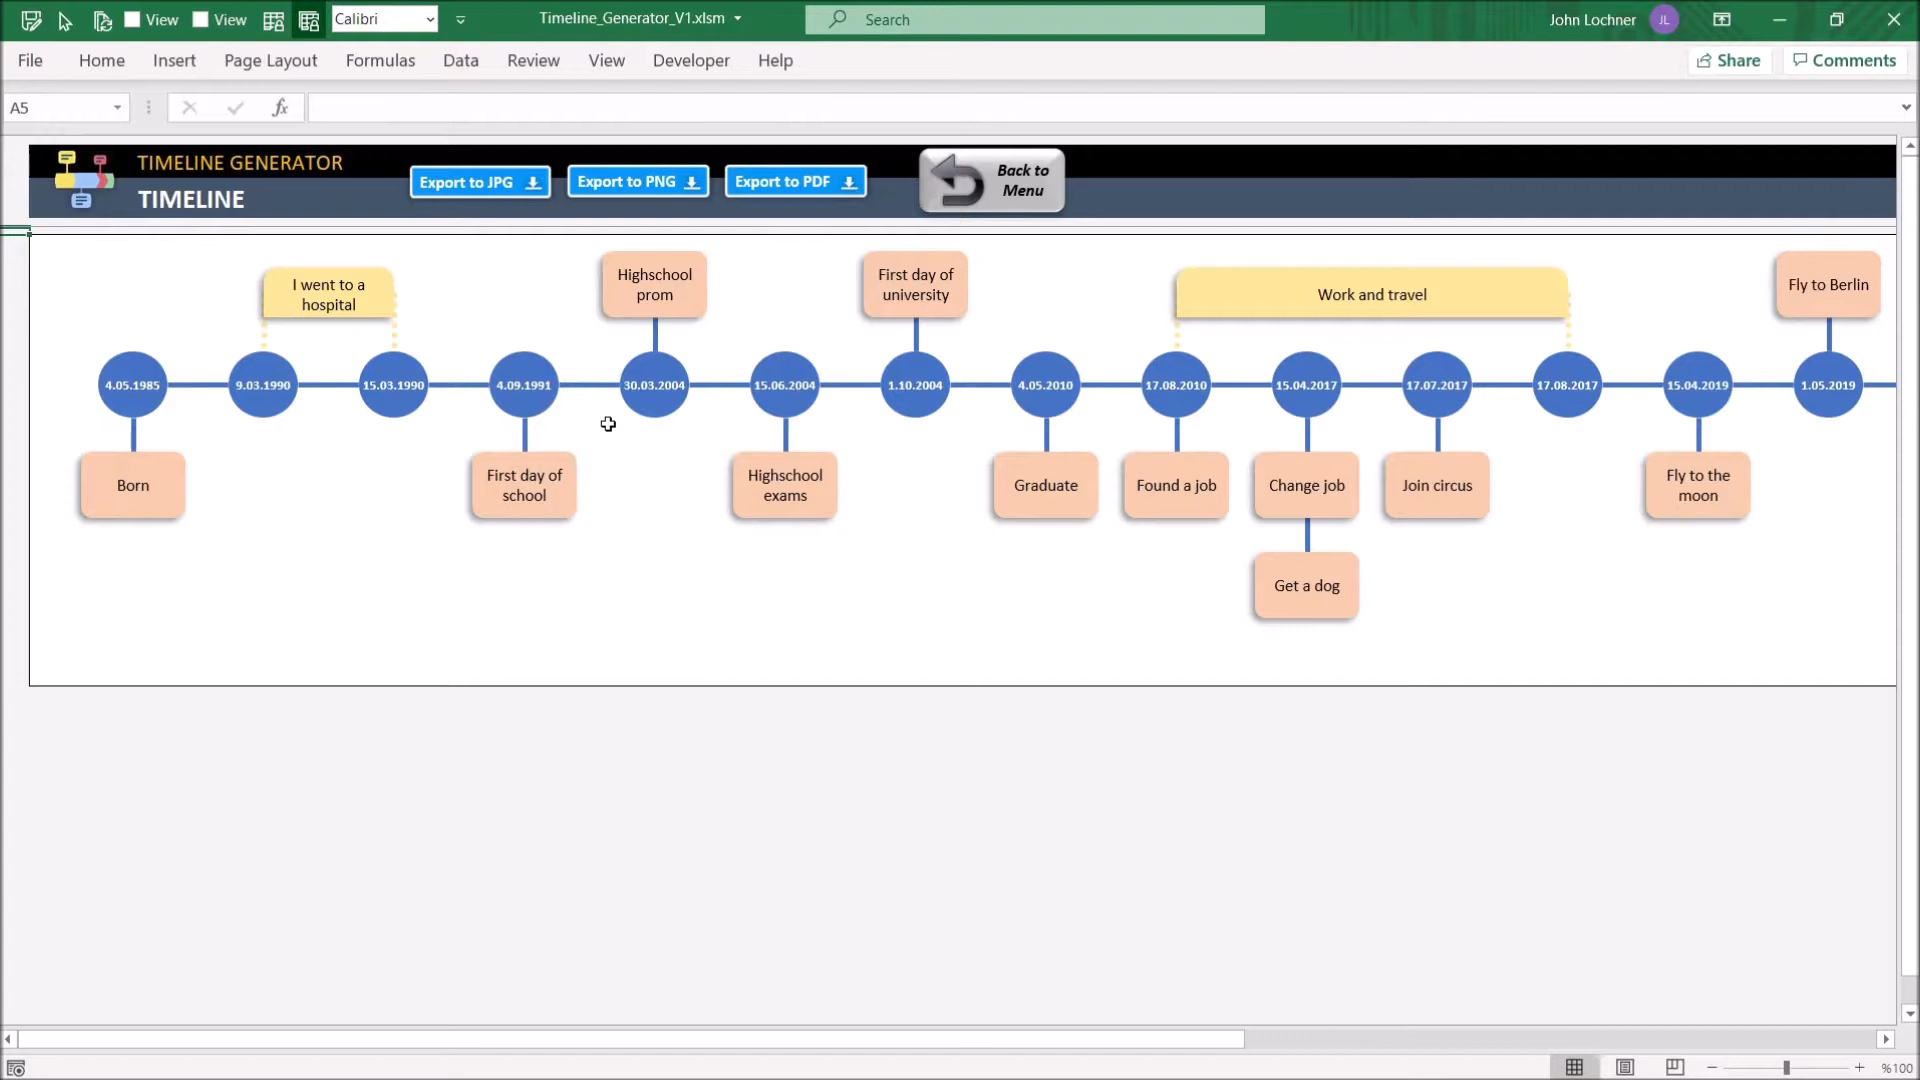 View
View
Calibri
Timeline_Generator_V1.xlsm
Search
John Lochner
JL
File
Home
Insert
Page Layout
Formulas
Data
Review
View
Developer
Help
Share
Comments
A5
fx
TIMELINE GENERATOR
TIMELINE
Export to JPG
Export to PNG
Export to PDF
Back to
Menu
I went to a
hospital
Highschool
prom
First day of
university
Work and travel
Fly to Berlin
4.05.1985
9.03.1990
15.03.1990
4.09.1991
30.03.2004
15.06.2004
1.10.2004
4.05.2010
17.08.2010
15.04.2017
17.07.2017
17.08.2017
15.04.2019
1.05.2019
Born
First day of
school
Highschool
exams
Graduate
Found a job
Change job
Join circus
Fly to the
moon
Get a dog
%100